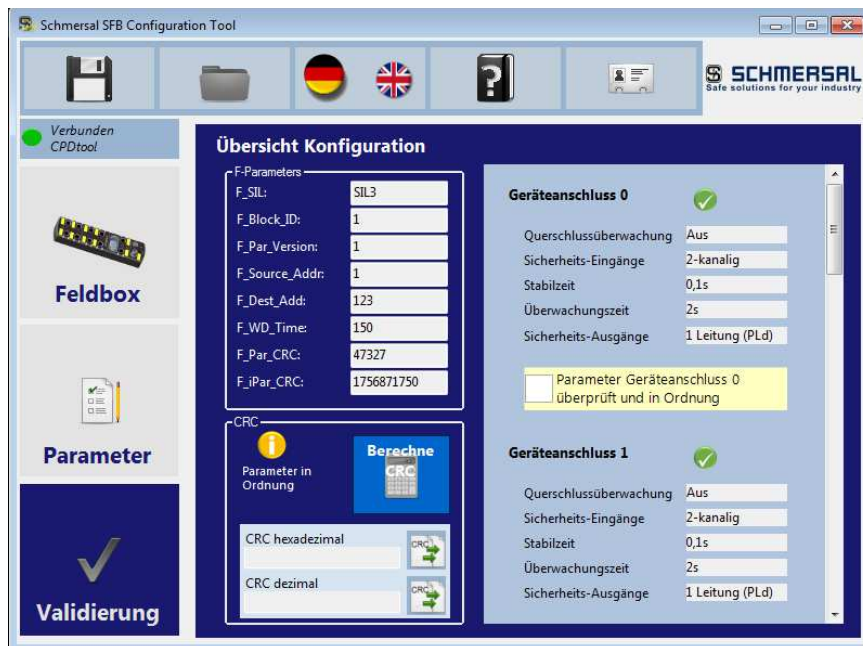 Schmersal SFB Configuration Tool
SCHMERSAL
Safe solutions for your industry
Verbunden
CPDtool
Feldbox
Parameter
Validierung
Übersicht Konfiguration
F-Parameters
F_SIL: SIL3
F_Block_ID: 1
F_Par_Version: 1
F_Source_Addr: 1
F_Dest_Add: 123
F_WD_Time: 150
F_Par_CRC: 47327
F_iPar_CRC: 1756871750
CRC
Parameter in
Ordnung
Berechne
CRC
CRC hexadezimal
CRC
CRC dezimal
CRC
Geräteanschluss 0
Querschlussüberwachung Aus
Sicherheits-Eingänge 2-kanalig
Stabilzeit 0,1s
Überwachungszeit 2s
Sicherheits-Ausgänge 1 Leitung (PLd)
Parameter Geräteanschluss 0
überprüft und in Ordnung
Geräteanschluss 1
Querschlussüberwachung Aus
Sicherheits-Eingänge 2-kanalig
Stabilzeit 0,1s
Überwachungszeit 2s
Sicherheits-Ausgänge 1 Leitung (PLd)